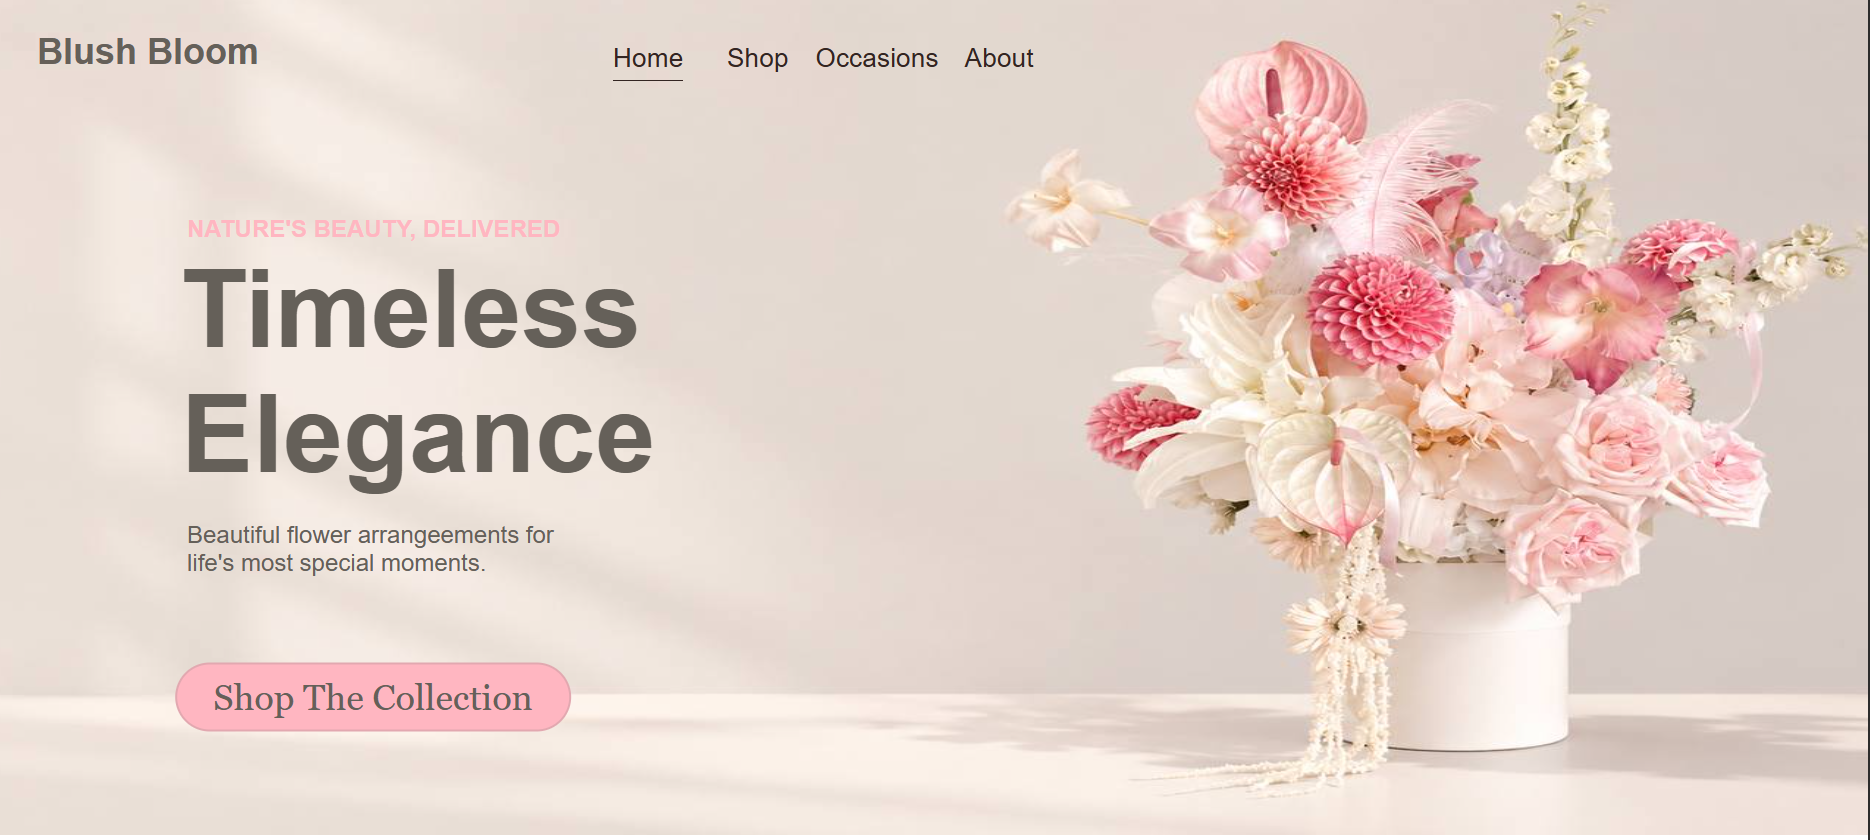 Blush Bloom
Home Shop Occasions About
NATURE'S BEAUTY, DELIVERED
Timeless
Elegance
Beautiful flower arrangeements for
life's most special moments.
Shop The Collection